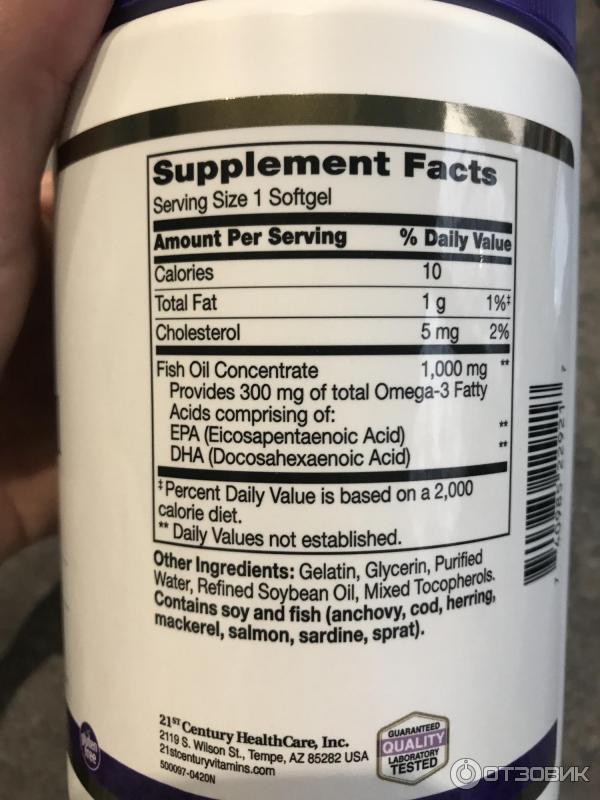 Supplement Facts
Serving Size 1 Softgel
Amount Per Serving % Daily Value
Calories 10
Total Fat 1 g 1%‡
Cholesterol 5 mg 2%
Fish Oil Concentrate 1,000 mg **
Provides 300 mg of total Omega-3 Fatty
Acids comprising of:
EPA (Eicosapentaenoic Acid) **
DHA (Docosahexaenoic Acid) **
‡Percent Daily Value is based on a 2,000
calorie diet.
** Daily Values not established.
Other Ingredients: Gelatin, Glycerin, Purified
Water, Refined Soybean Oil, Mixed Tocopherols.
Contains soy and fish (anchovy, cod, herring,
mackerel, salmon, sardine, sprat).
21ST Century HealthCare, Inc.
2119 S. Wilson St., Tempe, AZ 85282 USA
21stcenturyvitamins.com
500097-0420N
GUARANTEED
QUALITY
LABORATORY
TESTED
ОТЗОВИК